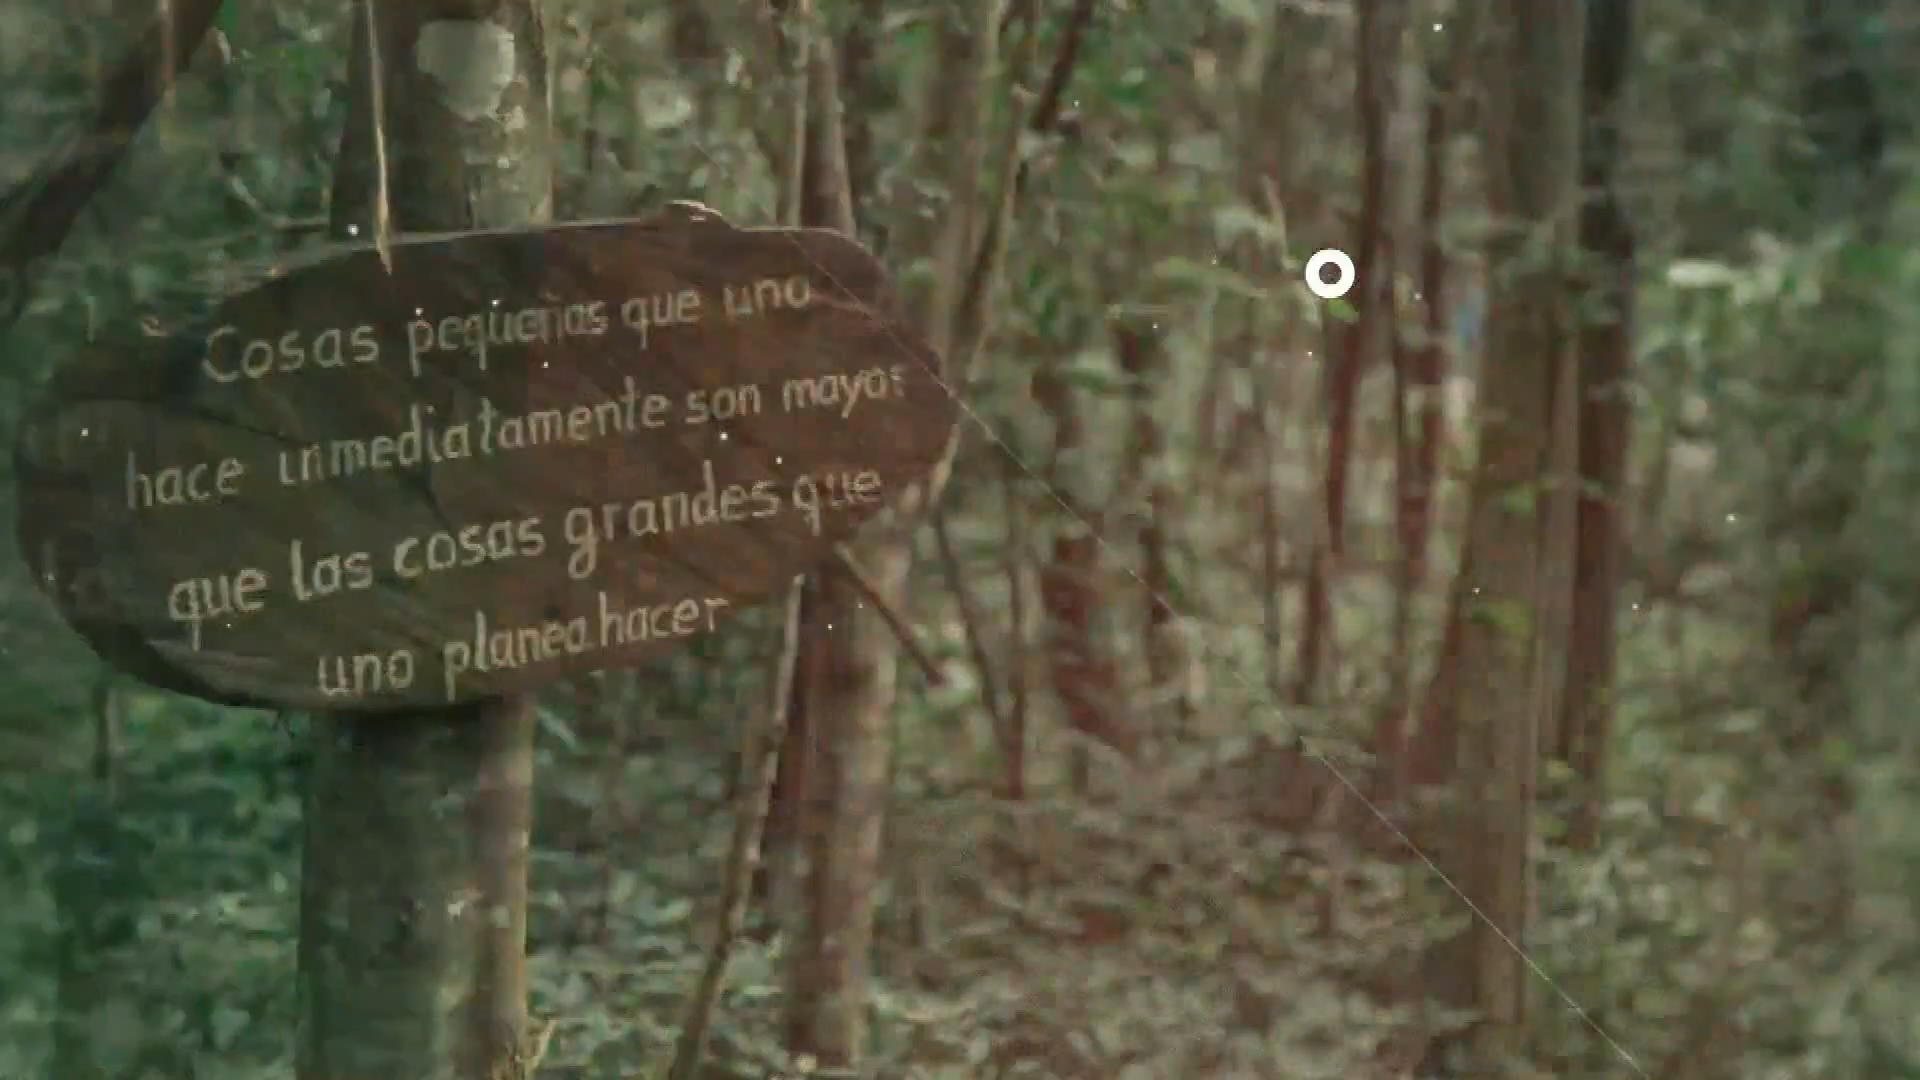 Cosas pequeñas que uno
hace inmediatamente son mayor
que las cosas grandes que
uno planea hacer